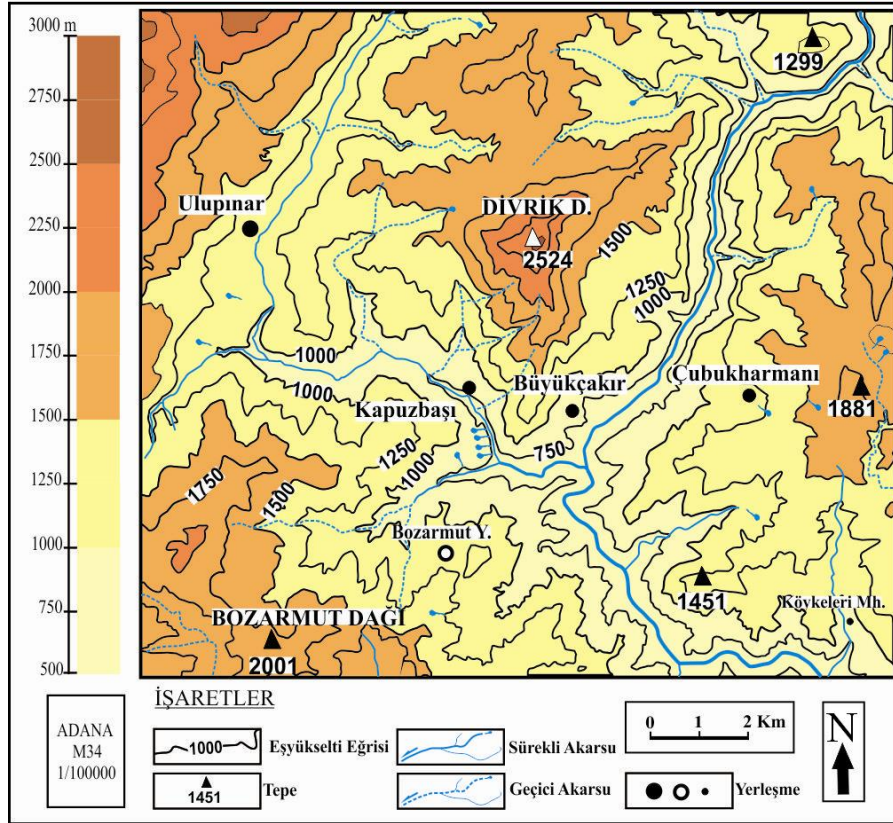 3000 m
2750
2500
2250
2000
1750
1500
1250
1000
750
500
1299
Ulupınar
DİVRİK D.
2524
1500
1250
1000
1000
1000
Kapuzbaşı
Büyükçakır
Çubukharmanı
1881
750
1250
1000
1750
1500
Bozarmut Y.
1451
Köykeleri Mh.
BOZARMUT DAĞI
2001
İŞARETLER
ADANA
M34
1/100000
1000
Eşyükselti Eğrisi
1451
Tepe
Sürekli Akarsu
Geçici Akarsu
0 1 2 Km
Yerleşme
N